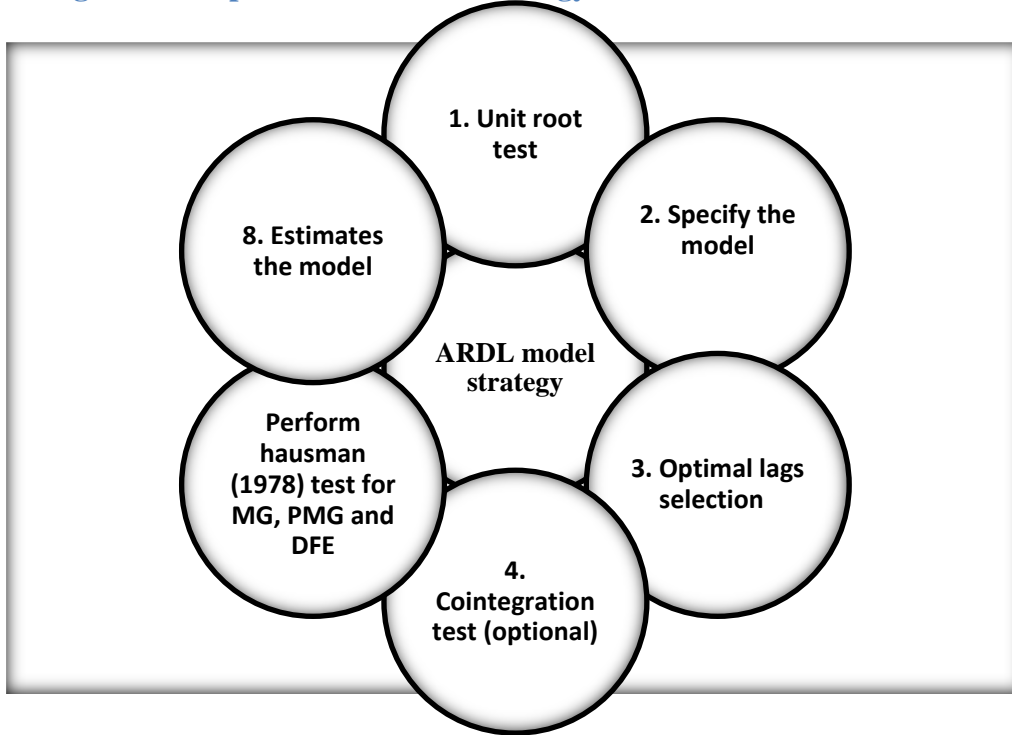 1. Unit root
test
2. Specify the
model
3. Optimal lags
selection
4.
Cointegration
test (optional)
Perform
hausman
(1978) test for
MG, PMG and
DFE
8. Estimates
the model
ARDL model
strategy